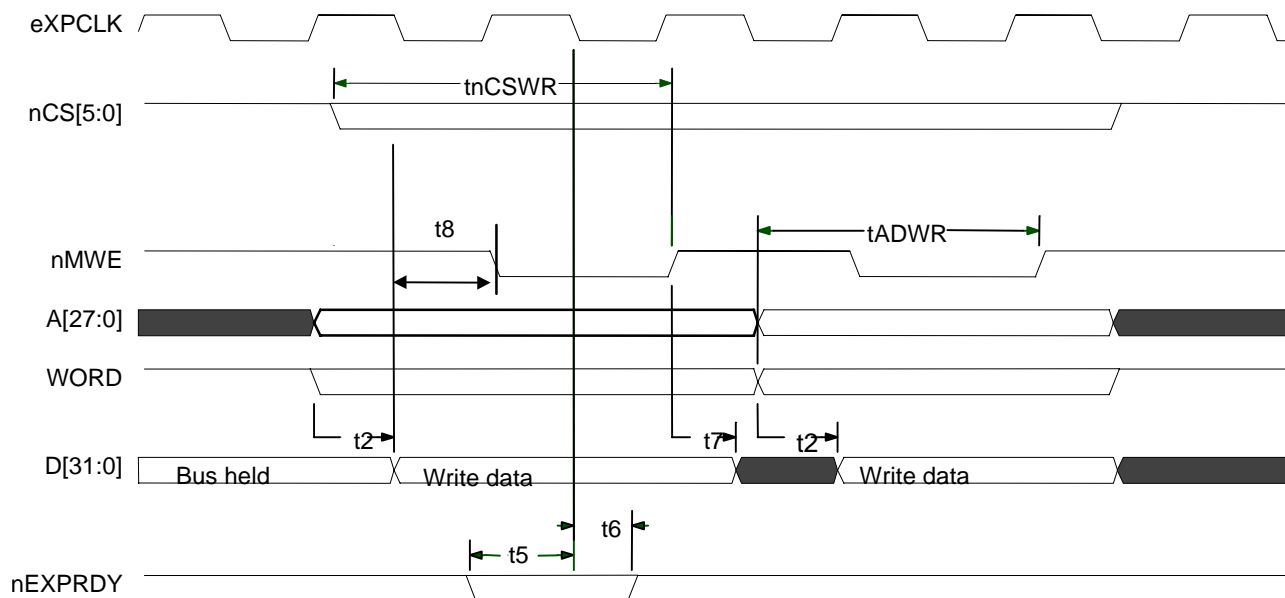 eXPCLK
tnCSWR
nCS[5:0]
t8
tADWR
nMWE
A[27:0]
WORD
t2
t7
t2
D[31:0]
Bus held
Write data
Write data
t6
t5
nEXPRDY